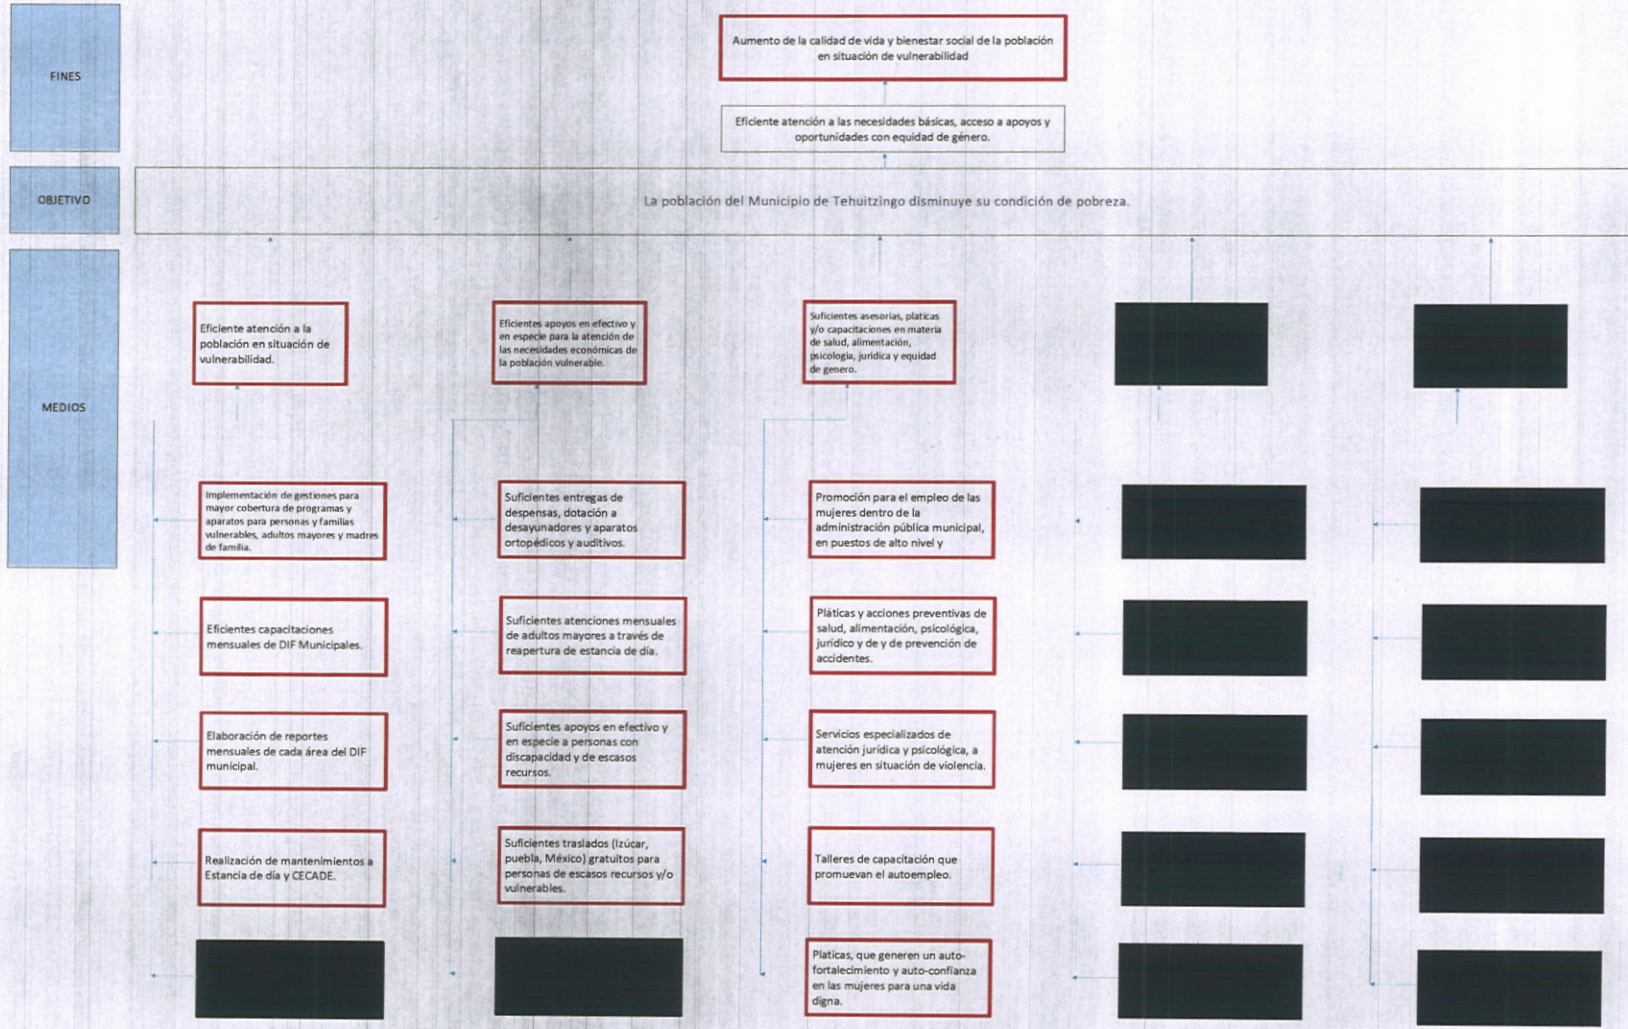 FINES
Aumento de la calidad de vida y bienestar social de la población
en situación de vulnerabilidad
Eficiente atención a las necesidades básicas, acceso a apoyos y
oportunidades con equidad de género.
OBJETIVO
La población del Municipio de Tehuitzingo disminuye su condición de pobreza.
MEDIOS
Eficiente atención a la
población en situación de
vulnerabilidad.
Eficientes apoyos en efectivo y
en especie para la atención de
las necesidades económicas de
la población vulnerable.
Suficientes asesorías, platicas
y/o capacitaciones en materia
de salud, alimentación,
psicología, jurídica y equidad
de genero.
Implementación de gestiones para
mayor cobertura de programas y
aparatos para personas y familias
vulnerables, adultos mayores y madres
de familia.
Suficientes entregas de
despensas, dotación a
desayunadores y aparatos
ortopédicos y auditivos.
Promoción para el empleo de las
mujeres dentro de la
administración pública municipal,
en puestos de alto nivel y
Eficientes capacitaciones
mensuales de DIF Municipales.
Suficientes atenciones mensuales
de adultos mayores a través de
reapertura de estancia de día.
Pláticas y acciones preventivas de
salud, alimentación, psicológica,
jurídico y de y de prevención de
accidentes.
Elaboración de reportes
mensuales de cada área del DIF
municipal.
Suficientes apoyos en efectivo y
en especie a personas con
discapacidad y de escasos
recursos.
Servicios especializados de
atención jurídica y psicológica, a
mujeres en situación de violencia.
Realización de mantenimientos a
Estancia de día y CECADE.
Suficientes traslados (Izúcar,
puebla, México) gratuitos para
personas de escasos recursos y/o
vulnerables.
Talleres de capacitación que
promuevan el autoempleo.
Platicas, que generen un auto-
fortalecimiento y auto-confianza
en las mujeres para una vida
digna.